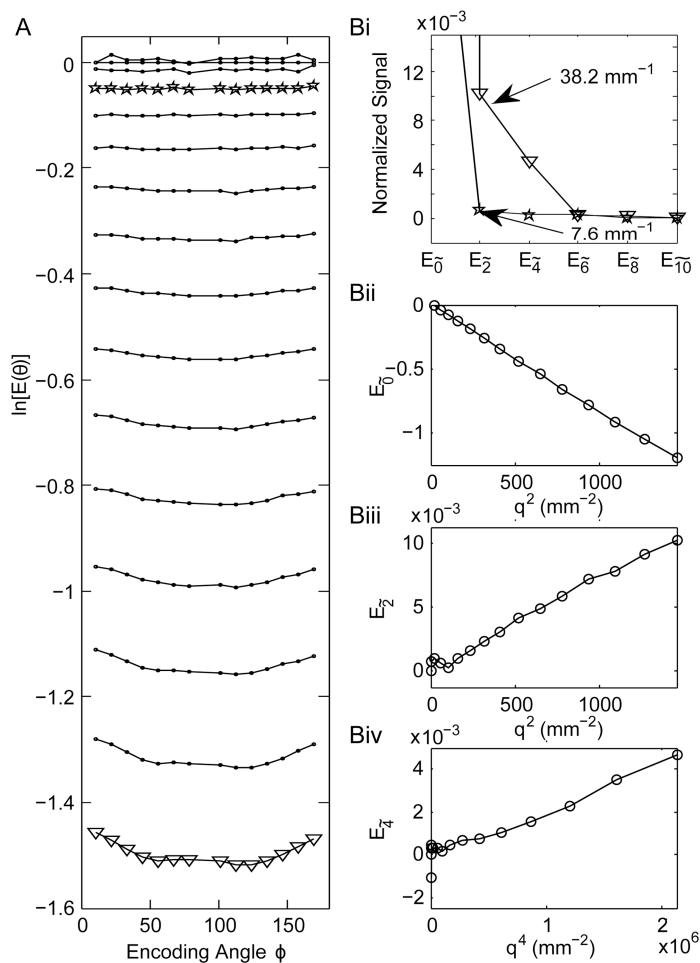 A
0
−0.2
−0.4
−0.6
−0.8
−1
−1.2
−1.4
−1.6
ln[E(θ)]
0 50 100 150
Encoding Angle ϕ
Bi
x10⁻³
12
8
4
0
Normalized Signal
38.2 mm⁻¹
7.6 mm⁻¹
E0̃ E2̃ E4̃ E6̃ E8̃ E1̃0̃
Bii
0
−0.5
−1
E0̃
0 500 1000
q² (mm⁻²)
Biii
x10⁻³
10
5
0
E2̃
0 500 1000
q² (mm⁻²)
Biv
x10⁻³
4
2
0
−2
E4̃
0 1 2
q⁴ (mm⁻²)
x10⁶